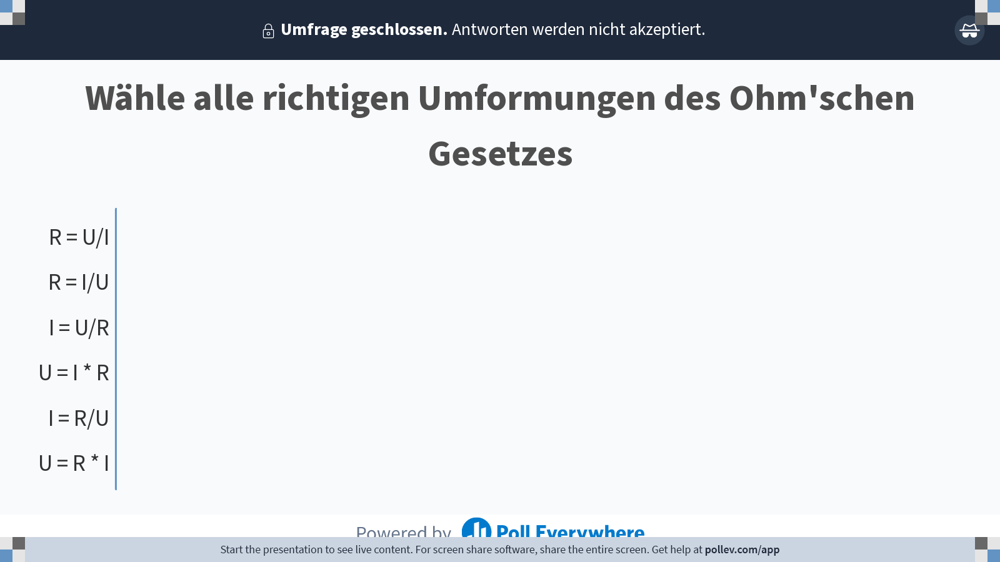 Umfrage geschlossen. Antworten werden nicht akzeptiert.
Wähle alle richtigen Umformungen des Ohm'schen
Gesetzes
R = U/I
R = I/U
I = U/R
U = I * R
I = R/U
U = R * I
Powered by Poll Everywhere
Start the presentation to see live content. For screen share software, share the entire screen. Get help at pollev.com/app